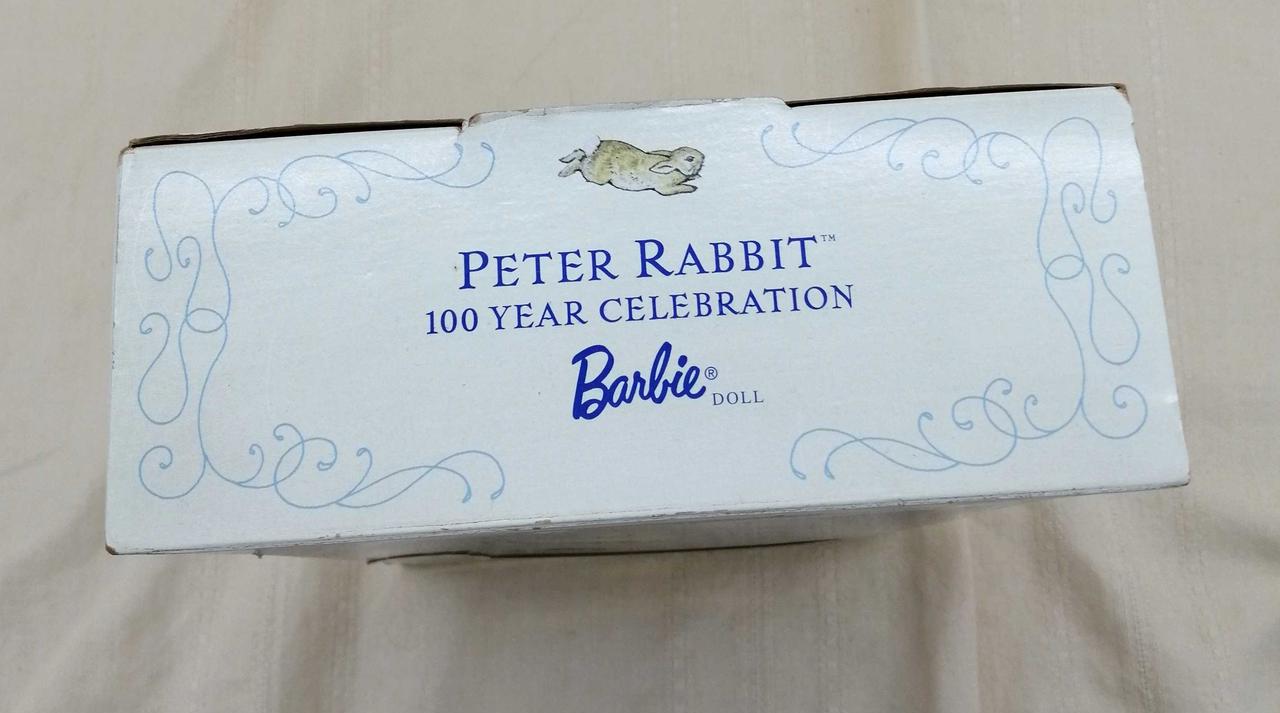 PETER RABBIT™
100 YEAR CELEBRATION
Barbie® DOLL